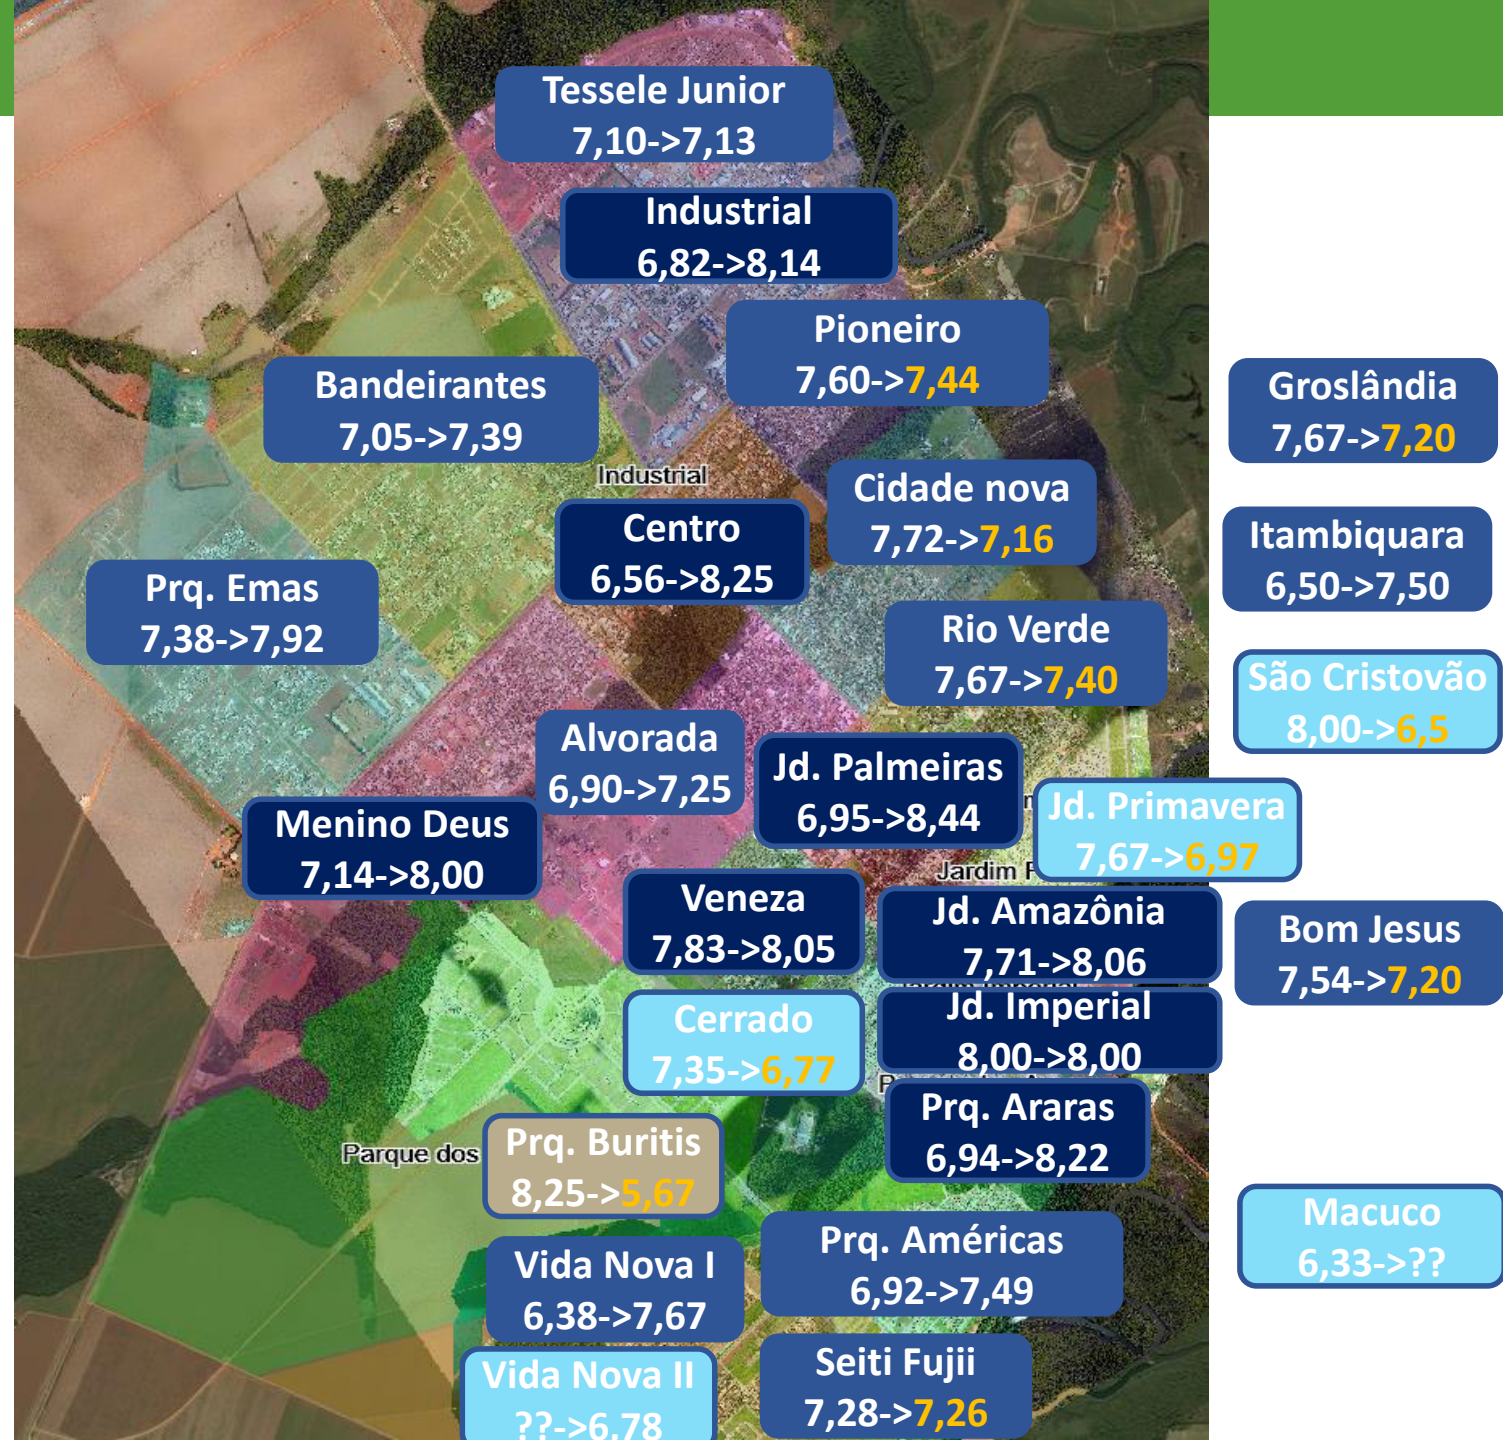 Tessele Junior
7,10->7,13
Industrial
6,82->8,14
Pioneiro
7,60->7,44
Bandeirantes
7,05->7,39
Groslândia
7,67->7,20
Industrial
Cidade nova
7,72->7,16
Centro
6,56->8,25
Itambiquara
6,50->7,50
Prq. Emas
7,38->7,92
Rio Verde
7,67->7,40
São Cristovão
8,00->6,5
Alvorada
6,90->7,25
Jd. Palmeiras
6,95->8,44
Jd. Primavera
7,67->6,97
Menino Deus
7,14->8,00
Jardim
Veneza
7,83->8,05
Jd. Amazônia
7,71->8,06
Bom Jesus
7,54->7,20
Cerrado
7,35->6,77
Jd. Imperial
8,00->8,00
Prq. Araras
6,94->8,22
Parque dos
Prq. Buritis
8,25->5,67
Macuco
6,33->??
Prq. Américas
6,92->7,49
Vida Nova I
6,38->7,67
Seiti Fujii
7,28->7,26
Vida Nova II
??->6,78